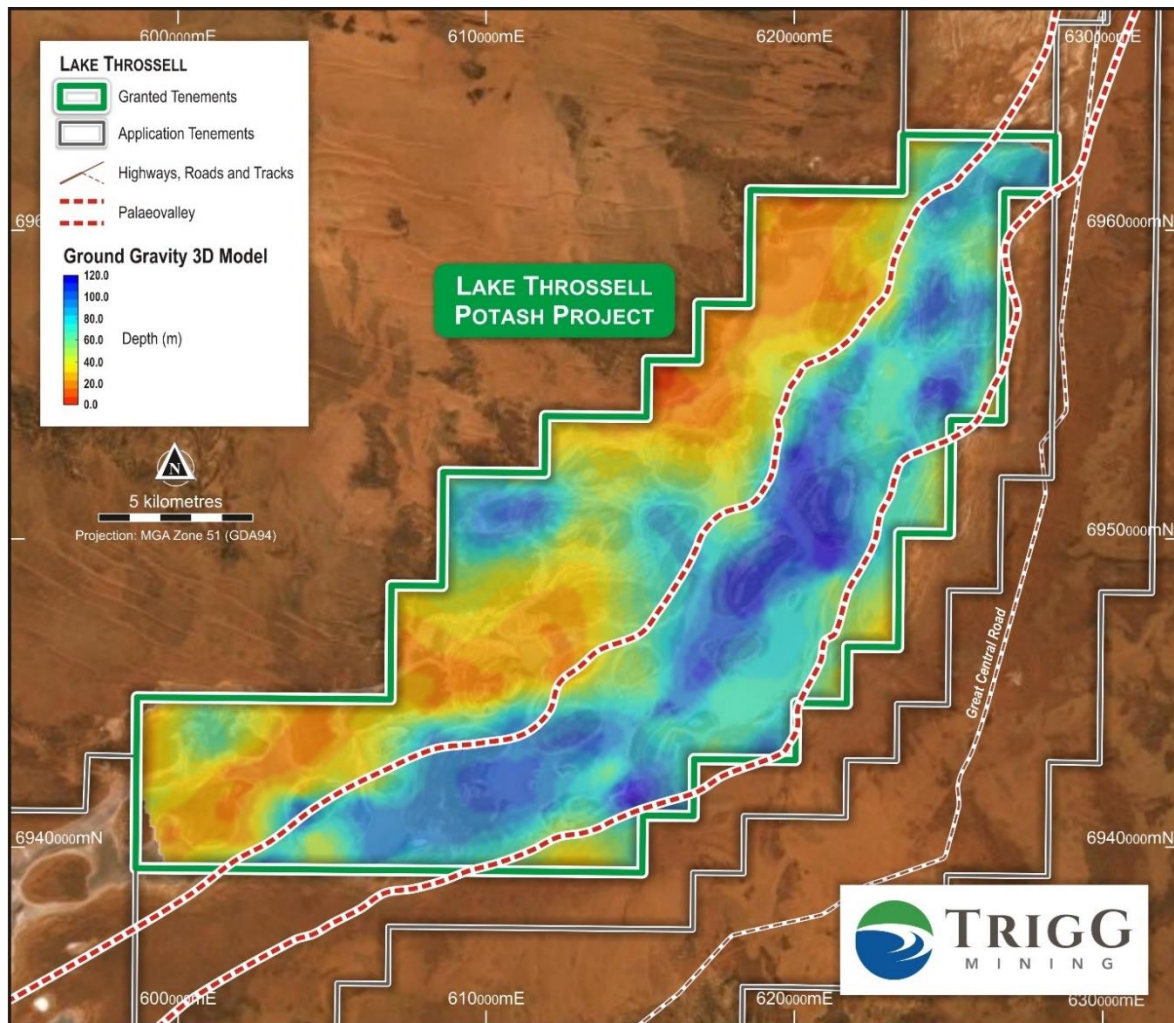 600000mE
610000mE
620000mE
630000mE
LAKE THROSSELL
Granted Tenements
Application Tenements
Highways, Roads and Tracks
Palaeovalley
Ground Gravity 3D Model
120.0
100.0
80.0
60.0
40.0
20.0
0.0
Depth (m)
6960000mN
LAKE THROSSELL
POTASH PROJECT
N
5 kilometres
Projection: MGA Zone 51 (GDA94)
6950000mN
Great Central Road
6940000mN
6940000mN
TRIGG
MINING
600000mE
610000mE
620000mE
630000mE